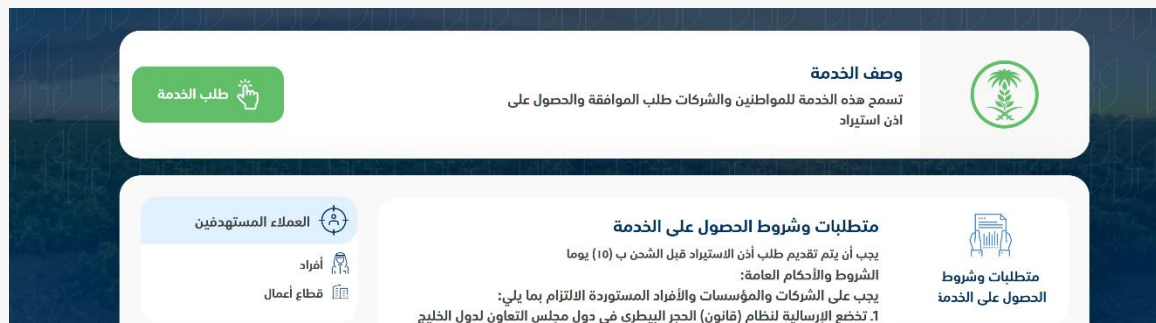 وصف الخدمة
تسمح هذه الخدمة للمواطنين والشركات طلب الموافقة والحصول على
اذن استيراد
طلب الخدمة
متطلبات وشروط
الحصول على الخدمة
متطلبات وشروط الحصول على الخدمة
يجب أن يتم تقديم طلب أذن الاستيراد قبل الشحن ب (١٥) يوما
الشروط والأحكام العامة:
يجب على الشركات والمؤسسات والأفراد المستوردة الالتزام بما يلي:
1. تخضع الإرسالية لنظام (قانون) الحجر البيطري في دول مجلس التعاون لدول الخليج
العملاء المستهدفين
أفراد
قطاع أعمال